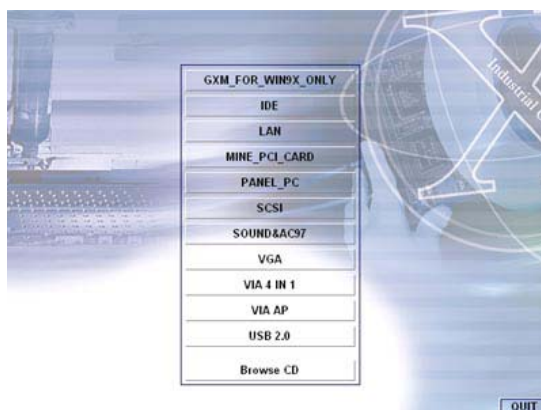 GXM_FOR_WIN9X_ONLY
IDE
LAN
MINE_PCI_CARD
PANEL_PC
SCSI
SOUND&AC97
VGA
VIA 4 IN 1
VIA AP
USB 2.0
Browse CD
Industrial
QUIT